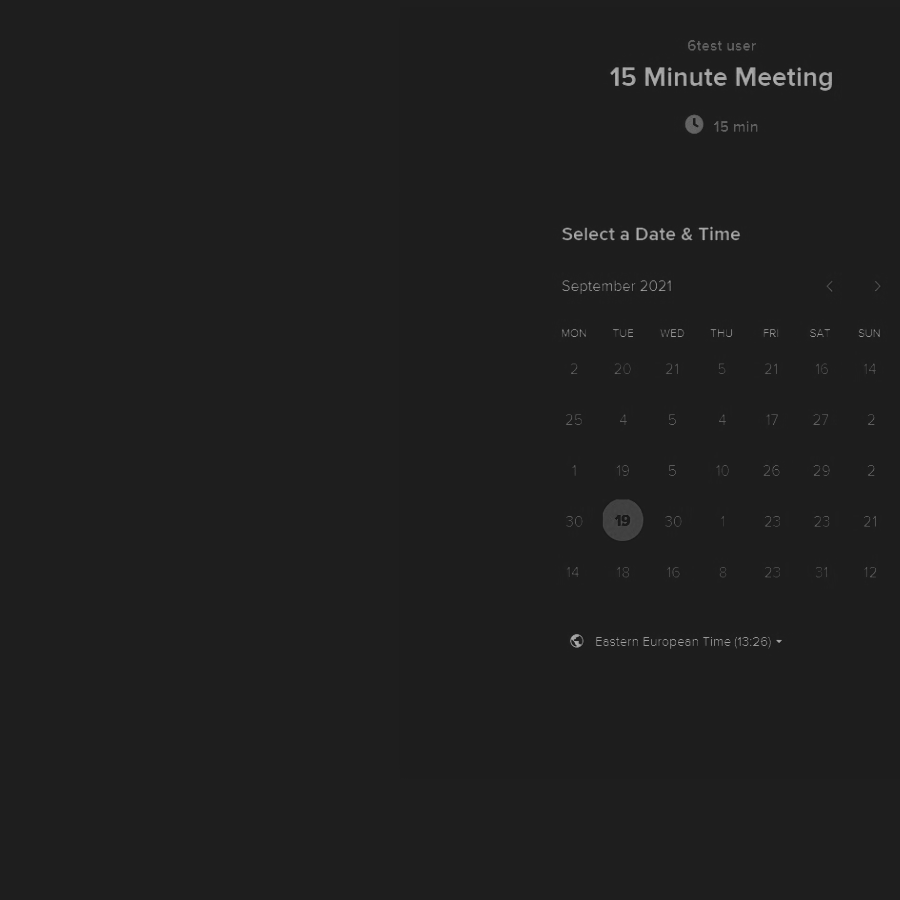 6test user
15 Minute Meeting
15 min
Select a Date & Time
September 2021
MON TUE WED THU FRI SAT SUN
2 20 21 5 21 16 14
25 4 5 4 17 27 2
1 19 5 10 26 29 2
30 19 30 1 23 23 21
14 18 16 8 23 31 12
Eastern European Time (13:26)